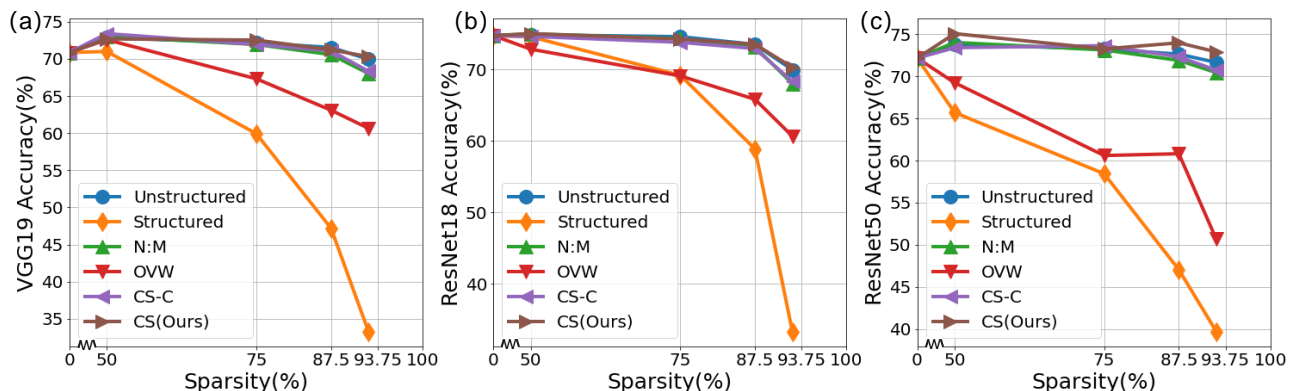 (a)
75
70
65
60
55
50
45
40
35
VGG19 Accuracy(%)
Unstructured
Structured
N:M
OVW
CS-C
CS(Ours)
0 50 75 87.5 93.75 100
Sparsity(%)
(b)
70
60
50
40
ResNet18 Accuracy(%)
Unstructured
Structured
N:M
OVW
CS-C
CS(Ours)
0 50 75 87.5 93.75 100
Sparsity(%)
(c)
75
70
65
60
55
50
45
40
ResNet50 Accuracy(%)
Unstructured
Structured
N:M
OVW
CS-C
CS(Ours)
0 50 75 87.5 93.75 100
Sparsity(%)